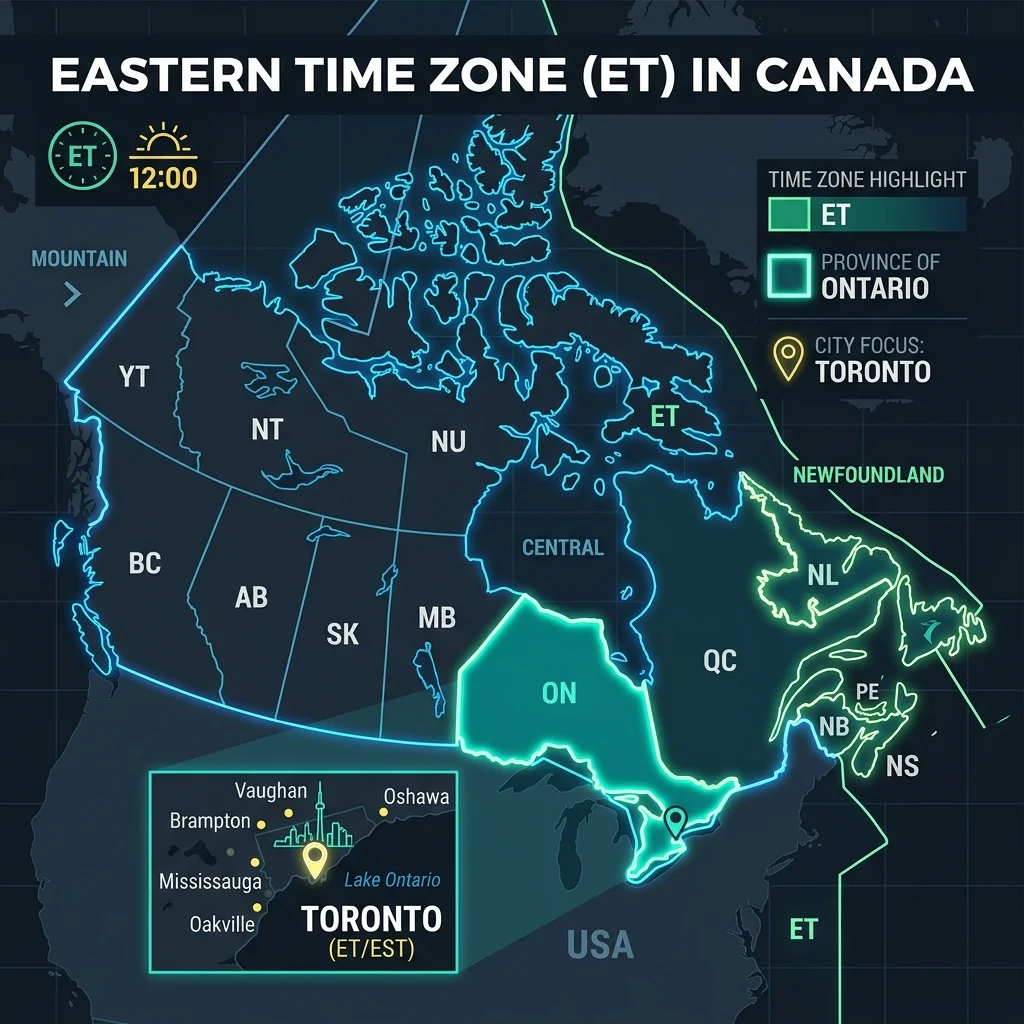 EASTERN TIME ZONE (ET) IN CANADA
ET
12:00
TIME ZONE HIGHLIGHT
ET
PROVINCE OF
ONTARIO
CITY FOCUS:
TORONTO
MOUNTAIN
YT
NT
NU
ET
NEWFOUNDLAND
BC
AB
SK
MB
CENTRAL
NL
ON
QC
PE
NB
NS
Vaughan
Oshawa
Brampton
Mississauga
Lake Ontario
Oakville
TORONTO
(ET/EST)
USA
ET